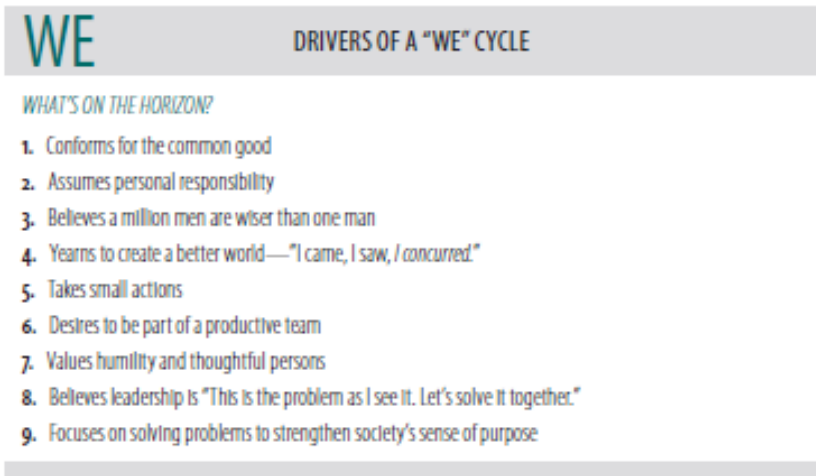 WE
DRIVERS OF A “WE” CYCLE
WHAT’S ON THE HORIZON?
1. Conforms for the common good
2. Assumes personal responsibility
3. Believes a million men are wiser than one man
4. Yearns to create a better world—”I came, I saw, I concurred.”
5. Takes small actions
6. Desires to be part of a productive team
7. Values humility and thoughtful persons
8. Believes leadership is ”This is the problem as I see it. Let’s solve it together.”
9. Focuses on solving problems to strengthen society’s sense of purpose